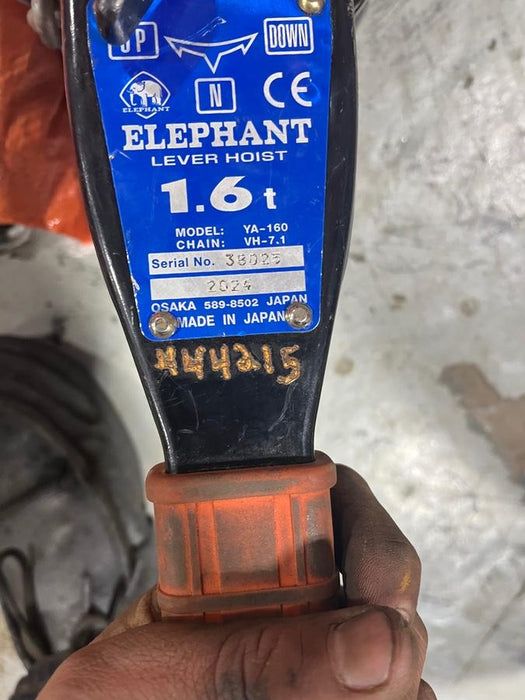 UP
DOWN
ELEPHANT
N
CE
ELEPHANT
LEVER HOIST
1.6t
MODEL: YA-160
CHAIN: VH-7.1
Serial No. 38025
2024
OSAKA 589-8502 JAPAN
MADE IN JAPAN
444215